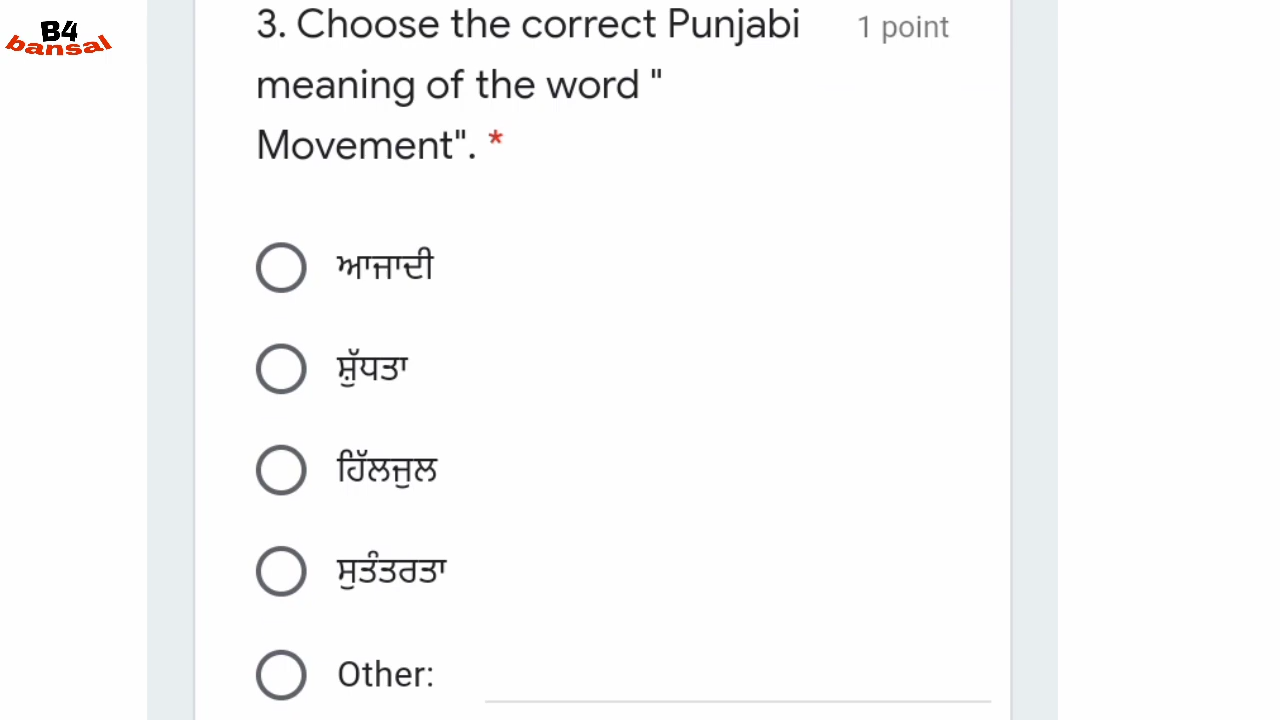 B4
bansal
3. Choose the correct Punjabi 1 point
meaning of the word "
Movement". *
ਆਜਾਦੀ
ਸ਼ੁੱਧਤਾ
ਹਿੱਲਜੁਲ
ਸੁਤੰਤਰਤਾ
Other: